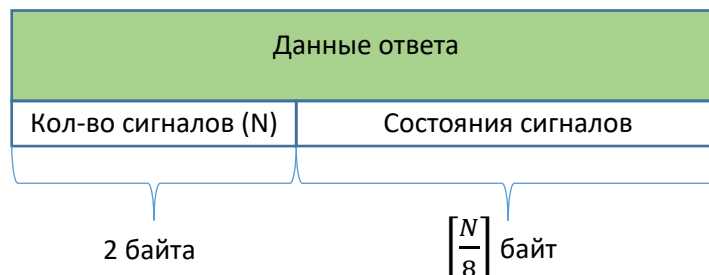 Данные ответа
Кол-во сигналов (N) Состояния сигналов
2 байта [N/8] байт